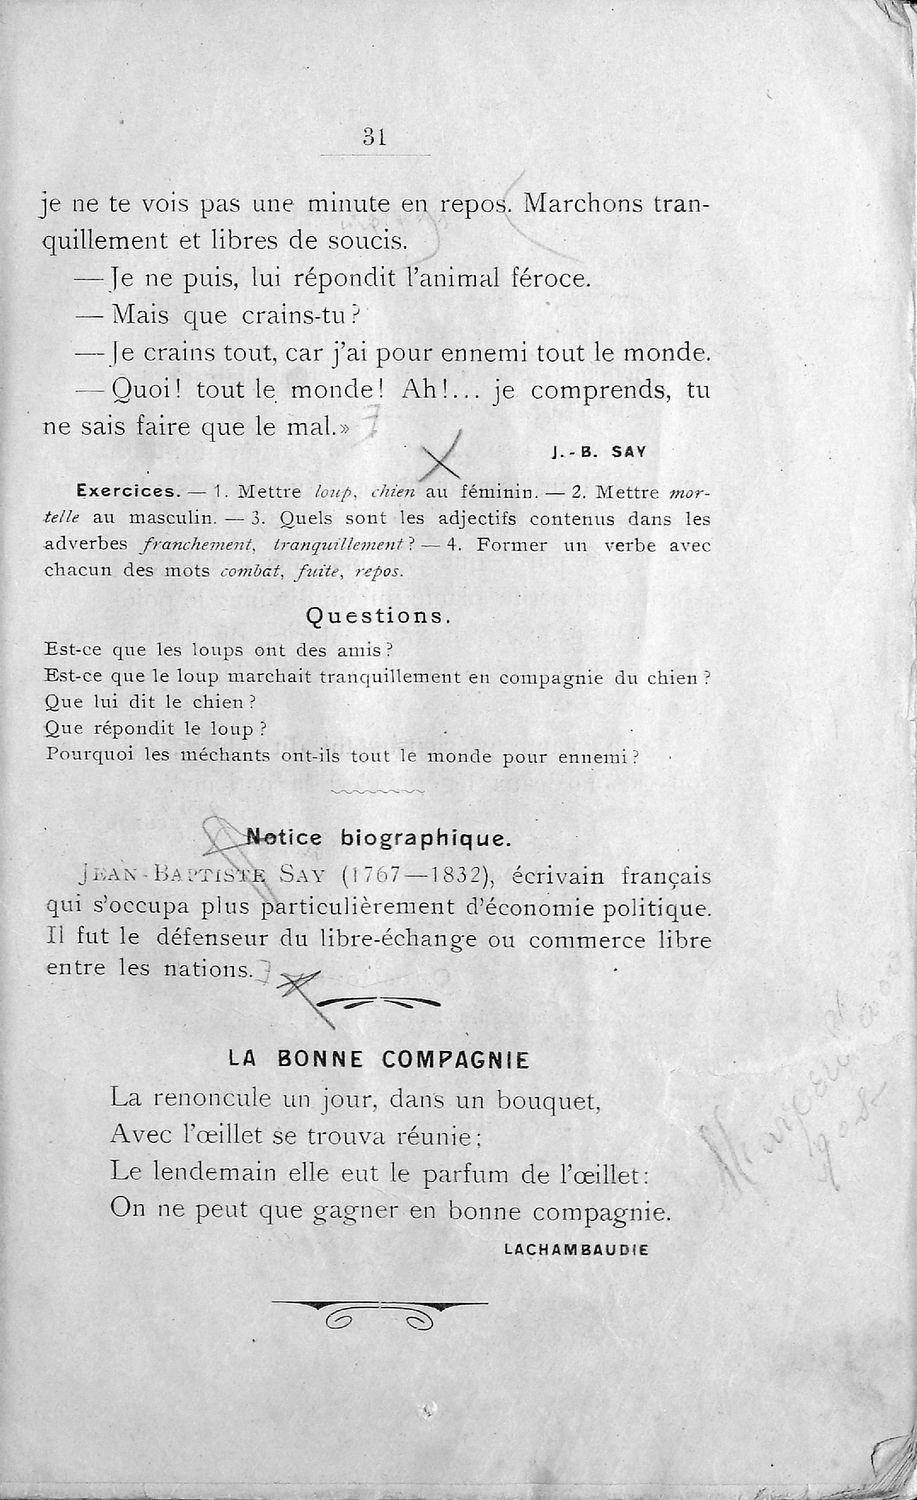 31
je ne te vois pas une minute en repos. Marchons tran-
quillement et libres de soucis.
— Je ne puis, lui répondit l'animal féroce.
— Mais que crains-tu ?
— Je crains tout, car j'ai pour ennemi tout le monde.
— Quoi! tout le monde! Ah!... je comprends, tu
ne sais faire que le mal.»
J.-B. SAY
Exercices. — 1. Mettre loup, chien au féminin. — 2. Mettre mor-
telle au masculin. — 3. Quels sont les adjectifs contenus dans les
adverbes franchement, tranquillement ? — 4. Former un verbe avec
chacun des mots combat, fuite, repos.
Questions.
Est-ce que les loups ont des amis ?
Est-ce que le loup marchait tranquillement en compagnie du chien ?
Que lui dit le chien ?
Que répondit le loup ?
Pourquoi les méchants ont-ils tout le monde pour ennemi ?
Notice biographique.
JEAN-BAPTISTE SAY (1767—1832), écrivain français
qui s'occupa plus particulièrement d'économie politique.
Il fut le défenseur du libre-échange ou commerce libre
entre les nations.
LA BONNE COMPAGNIE
La renoncule un jour, dans un bouquet,
Avec l'œillet se trouva réunie;
Le lendemain elle eut le parfum de l'œillet:
On ne peut que gagner en bonne compagnie.
LACHAMBAUDIE